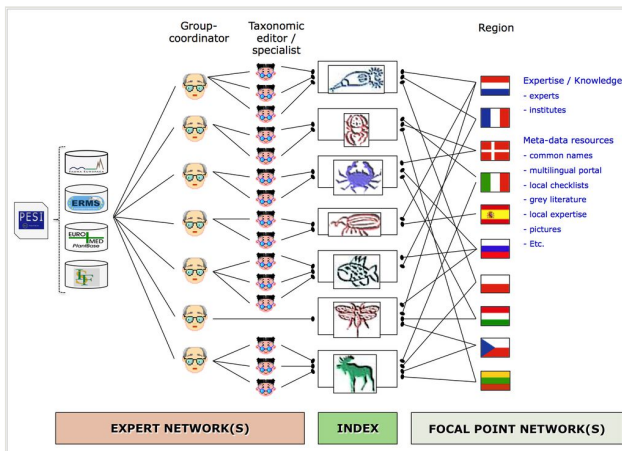 Group-
coordinator
Taxonomic
editor /
specialist
Region
Expertise / Knowledge
- experts
- institutes
Meta-data resources
- common names
- multilingual portal
- local checklists
- grey literature
- local expertise
- pictures
- Etc.
PESI
ERMS
EURO+MED
PlantBase
EXPERT NETWORK(S)
INDEX
FOCAL POINT NETWORK(S)